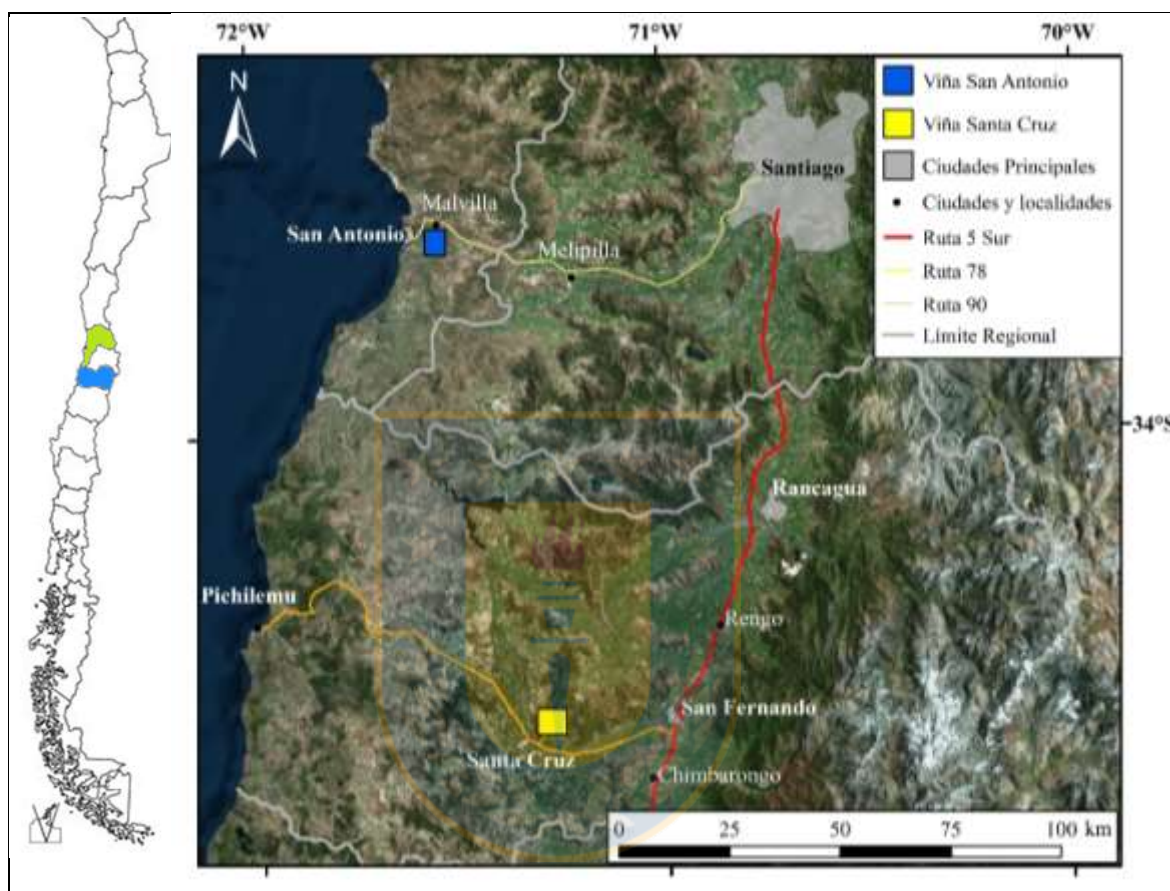 72°W
71°W
70°W
N
Viña San Antonio
Viña Santa Cruz
Ciudades Principales
Ciudades y localidades
Ruta 5 Sur
Ruta 78
Ruta 90
Límite Regional
Santiago
Malvilla
San Antonio
Melipilla
34°S
Rancagua
Pichilemu
Rengo
San Fernando
Santa Cruz
Chimbarongo
0 25 50 75 100 km